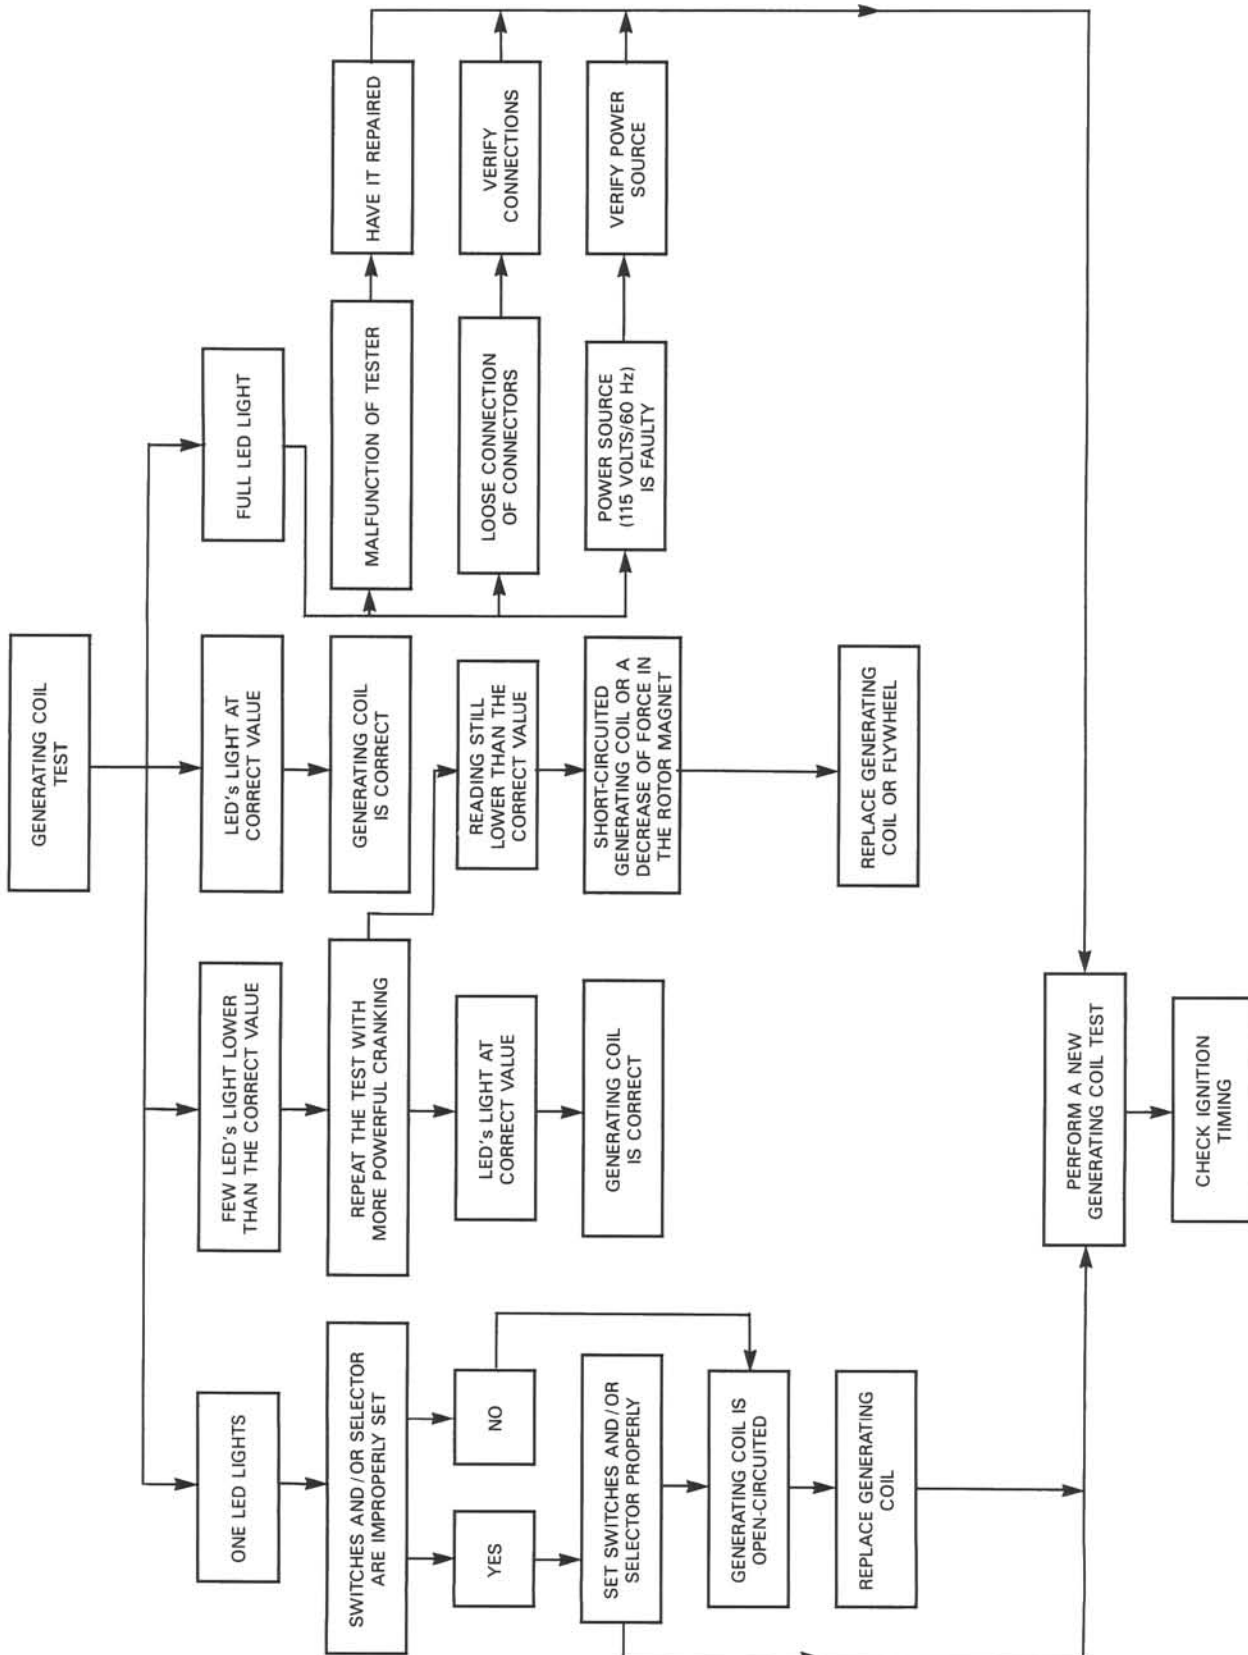 GENERATING COIL
TEST
ONE LED LIGHTS
FEW LED's LIGHT LOWER
THAN THE CORRECT VALUE
LED's LIGHT AT
CORRECT VALUE
FULL LED LIGHT
SWITCHES AND/OR SELECTOR
ARE IMPROPERLY SET
REPEAT THE TEST WITH
MORE POWERFUL CRANKING
GENERATING COIL
IS CORRECT
MALFUNCTION OF TESTER
HAVE IT REPAIRED
YES
NO
LED's LIGHT AT
CORRECT VALUE
READING STILL
LOWER THAN THE
CORRECT VALUE
LOOSE CONNECTION
OF CONNECTORS
VERIFY
CONNECTIONS
SET SWITCHES AND/OR
SELECTOR PROPERLY
GENERATING COIL
IS CORRECT
SHORT-CIRCUITED
GENERATING COIL OR A
DECREASE OF FORCE IN
THE ROTOR MAGNET
POWER SOURCE
(115 VOLTS/60 Hz)
IS FAULTY
VERIFY POWER
SOURCE
GENERATING COIL IS
OPEN-CIRCUITED
REPLACE GENERATING
COIL
REPLACE GENERATING
COIL OR FLYWHEEL
PERFORM A NEW
GENERATING COIL TEST
CHECK IGNITION
TIMING